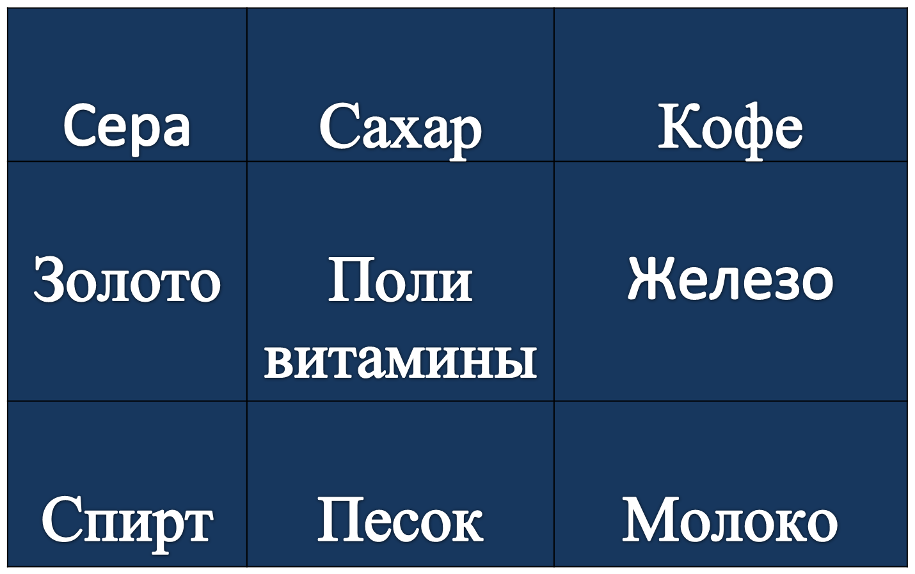 Сера Сахар Кофе
Золото Поли Железо
витамины
Спирт Песок Молоко